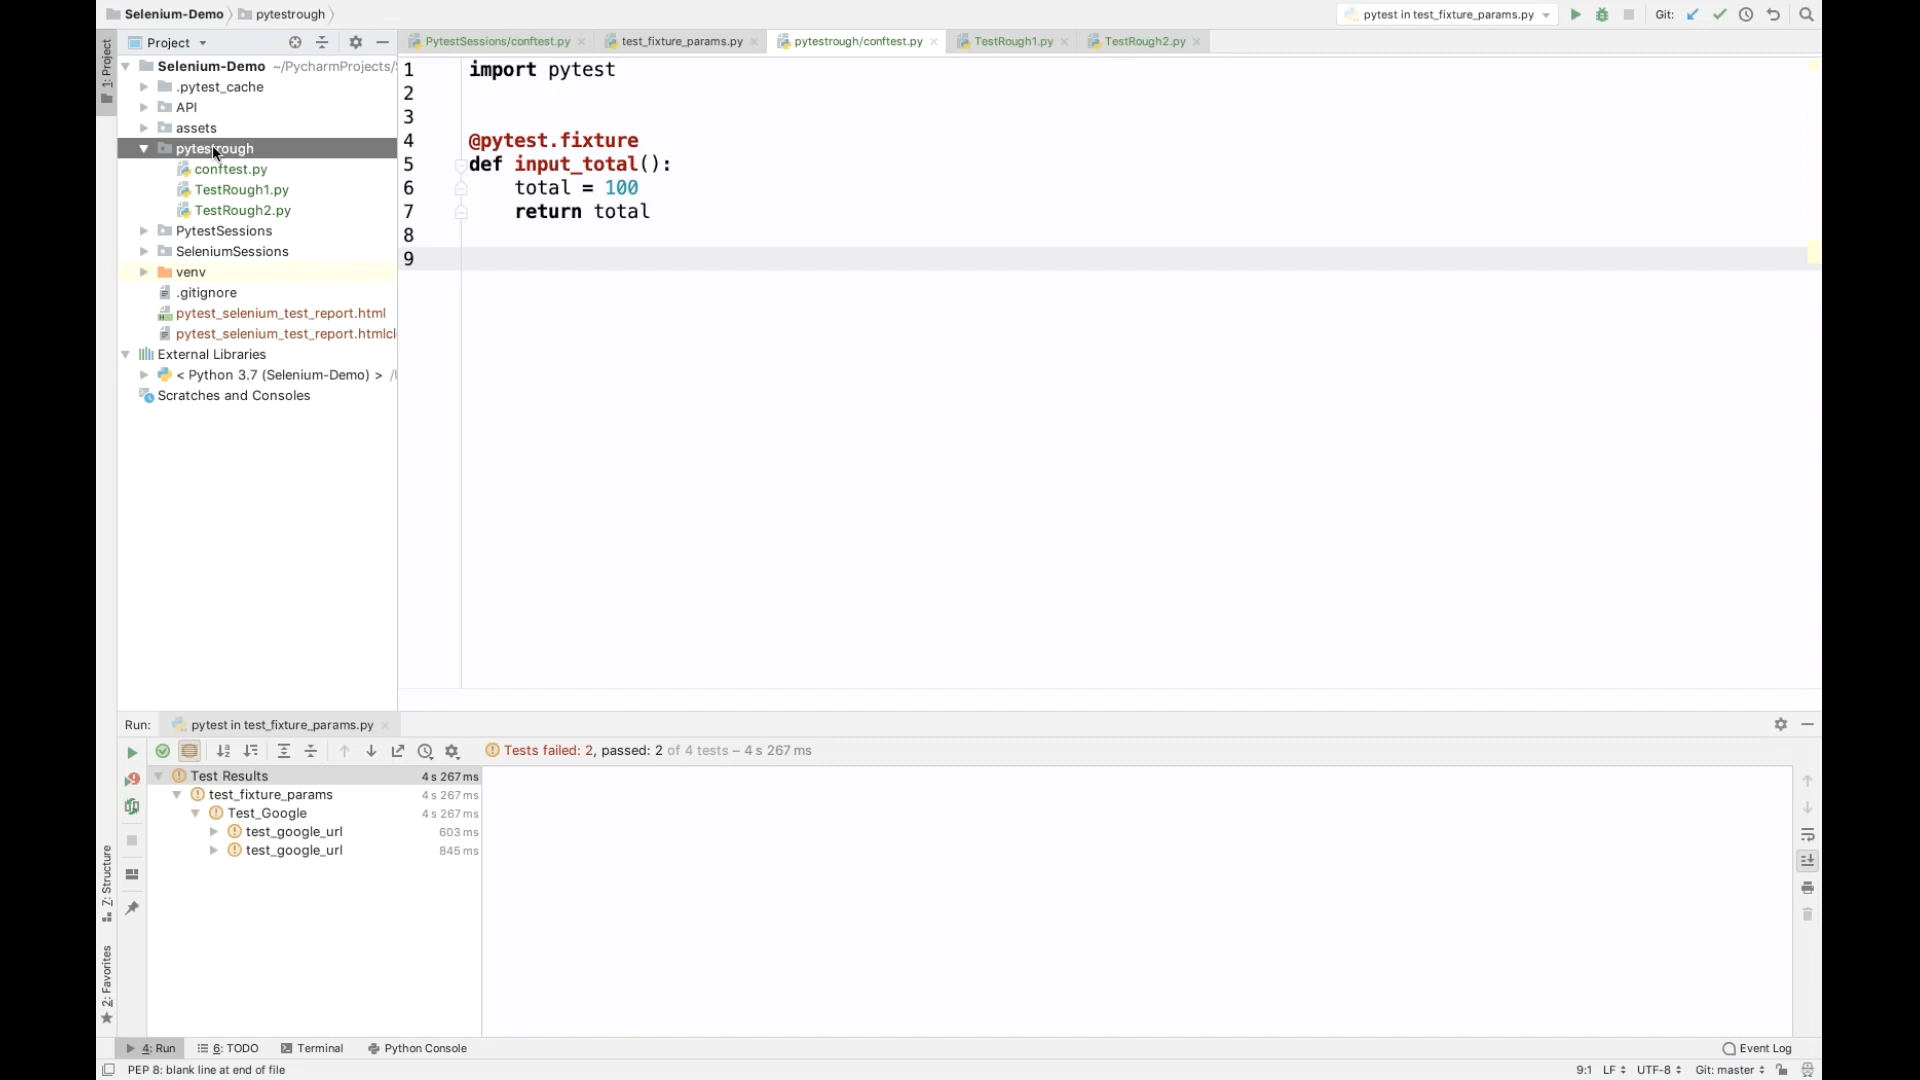 Selenium-Demo pytestrough
pytest in test_fixture_params.py Git:
1: Project
Project
PytestSessions/conftest.py test_fixture_params.py pytestrough/conftest.py TestRough1.py TestRough2.py
Selenium-Demo ~/PycharmProjects/
.pytest_cache
API
assets
pytestrough
conftest.py
TestRough1.py
TestRough2.py
PytestSessions
SeleniumSessions
venv
.gitignore
pytest_selenium_test_report.html
pytest_selenium_test_report.htmlcl
External Libraries
< Python 3.7 (Selenium-Demo) >
Scratches and Consoles
1 import pytest
2
3
4 @pytest.fixture
5 def input_total():
6 total = 100
7 return total
8
9
Run: pytest in test_fixture_params.py
Tests failed: 2, passed: 2 of 4 tests – 4 s 267 ms
Test Results 4 s 267 ms
test_fixture_params 4 s 267 ms
Test_Google 4 s 267 ms
test_google_url 603 ms
test_google_url 845 ms
Z: Structure
2: Favorites
4: Run 6: TODO Terminal Python Console Event Log
PEP 8: blank line at end of file 9:1 LF UTF-8 Git: master